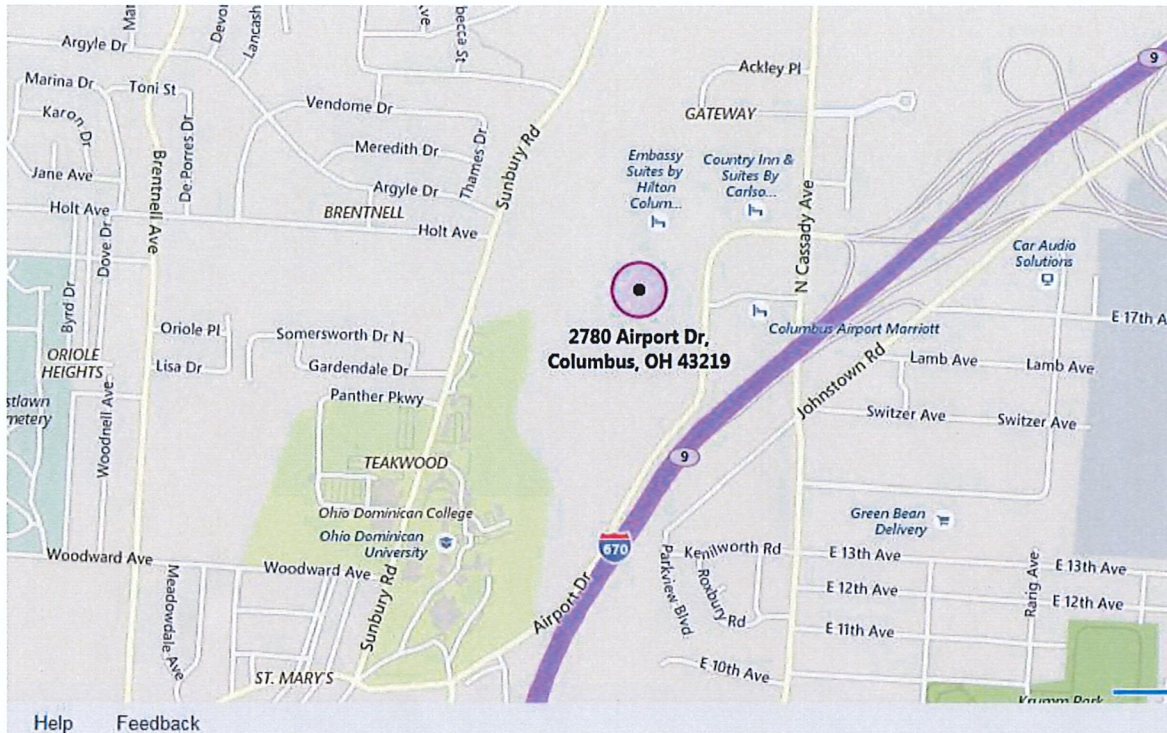 Argyle Dr
Lancash
Marina Dr
Toni St
Karon Dr
Vendome Dr
Meredith Dr
Thames Dr
Sunbury Rd
Ackley Pl
9
GATEWAY
Jane Ave
Brentnell Ave
De Porres Dr
Argyle Dr
BRENTNELL
Holt Ave
Holt Ave
Embassy
Suites by
Hilton
Colum...
Country Inn &
Suites By
Carlso...
N Cassady Ave
Dove Dr
Byrd Dr
Car Audio
Solutions
Oriole Pl
Somersworth Dr N
2780 Airport Dr,
Columbus, OH 43219
Columbus Airport Marriott
E 17th A
ORIOLE
HEIGHTS
Lisa Dr
Gardendale Dr
Panther Pkwy
Johnstown Rd
Lamb Ave
Lamb Ave
stlawn
metery
Woodnell Ave
Switzer Ave
Switzer Ave
TEAKWOOD
9
Ohio Dominican College
Ohio Dominican
University
Green Bean
Delivery
670
Woodward Ave
Woodward Ave
Kenilworth Rd
E 13th Ave
E 13th Ave
Meadowdale Ave
Sunbury Rd
Airport Dr
Parkview Blvd
Roxbury Rd
E 12th Ave
E 12th Ave
Rarig Ave
E 11th Ave
ST. MARY'S
E 10th Ave
Krumm Park
Help
Feedback